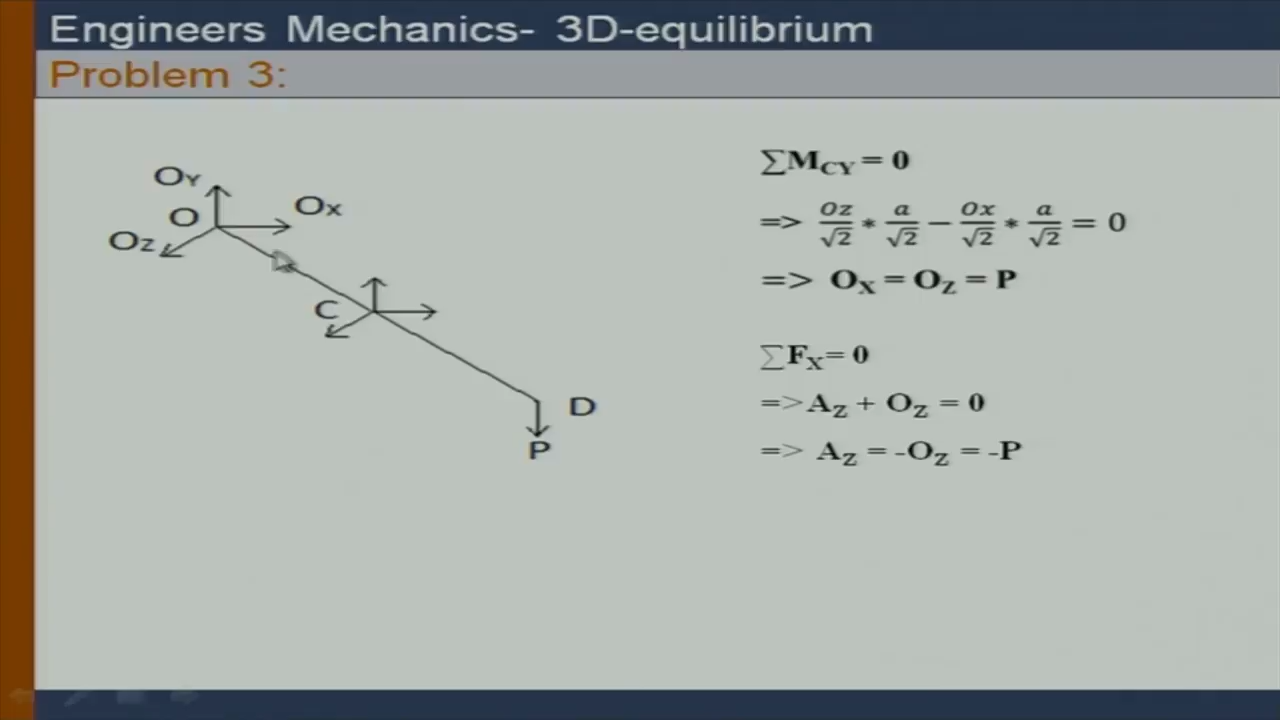 Engineers Mechanics- 3D-equilibrium
Problem 3:
OY
O
OX
OZ
C
D
P
∑MCY = 0
=> Oz/√2 * a/√2 − Ox/√2 * a/√2 = 0
=> OX = OZ = P
∑FX = 0
=>AZ + OZ = 0
=> AZ = -OZ = -P